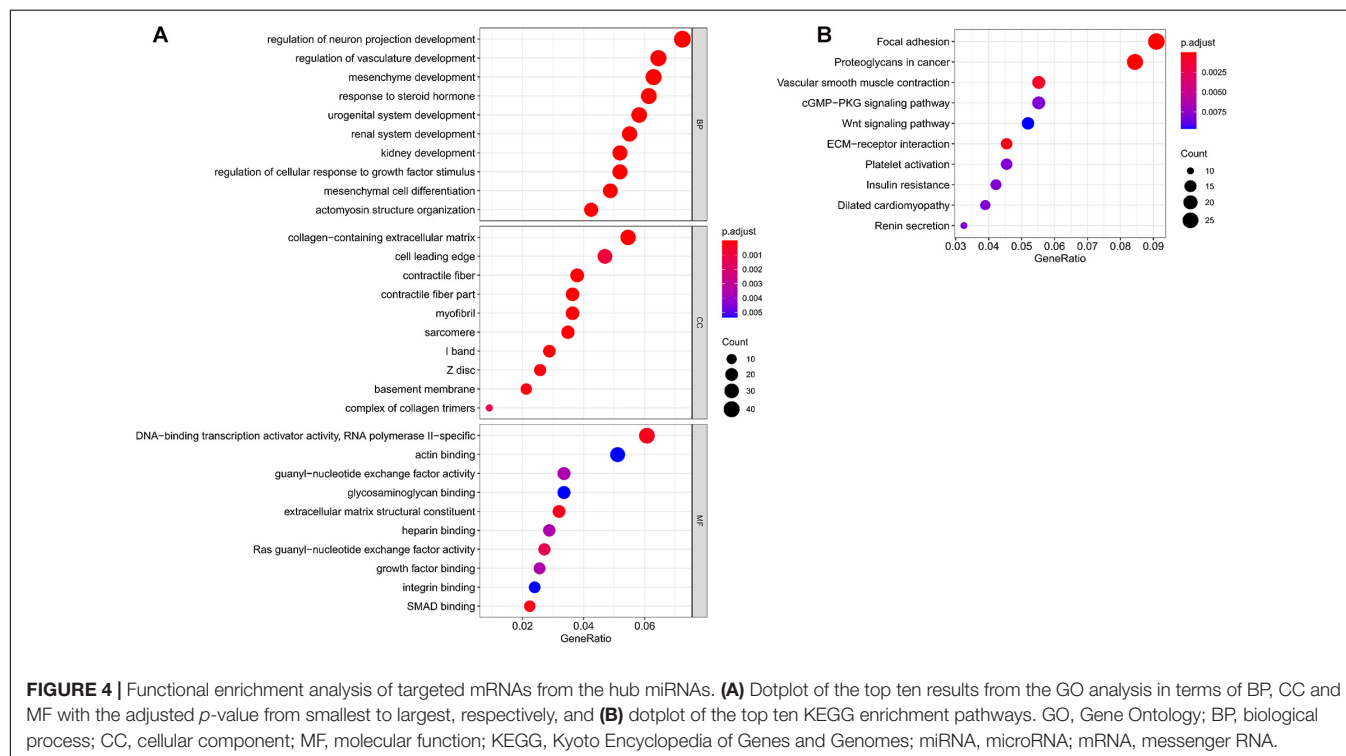 A
regulation of neuron projection development
regulation of vasculature development
mesenchyme development
response to steroid hormone
urogenital system development
renal system development
kidney development
regulation of cellular response to growth factor stimulus
mesenchymal cell differentiation
actomyosin structure organization
BP
collagen−containing extracellular matrix
cell leading edge
contractile fiber
contractile fiber part
myofibril
sarcomere
I band
Z disc
basement membrane
complex of collagen trimers
CC
DNA−binding transcription activator activity, RNA polymerase II−specific
actin binding
guanyl−nucleotide exchange factor activity
glycosaminoglycan binding
extracellular matrix structural constituent
heparin binding
Ras guanyl−nucleotide exchange factor activity
growth factor binding
integrin binding
SMAD binding
MF
0.02 0.04 0.06
GeneRatio
p.adjust
0.001
0.002
0.003
0.004
0.005
Count
10
20
30
40
B
Focal adhesion
Proteoglycans in cancer
Vascular smooth muscle contraction
cGMP−PKG signaling pathway
Wnt signaling pathway
ECM−receptor interaction
Platelet activation
Insulin resistance
Dilated cardiomyopathy
Renin secretion
0.03 0.04 0.05 0.06 0.07 0.08 0.09
GeneRatio
p.adjust
0.0025
0.0050
0.0075
Count
10
15
20
25
FIGURE 4 | Functional enrichment analysis of targeted mRNAs from the hub miRNAs. (A) Dotplot of the top ten results from the GO analysis in terms of BP, CC and
MF with the adjusted p-value from smallest to largest, respectively, and (B) dotplot of the top ten KEGG enrichment pathways. GO, Gene Ontology; BP, biological
process; CC, cellular component; MF, molecular function; KEGG, Kyoto Encyclopedia of Genes and Genomes; miRNA, microRNA; mRNA, messenger RNA.